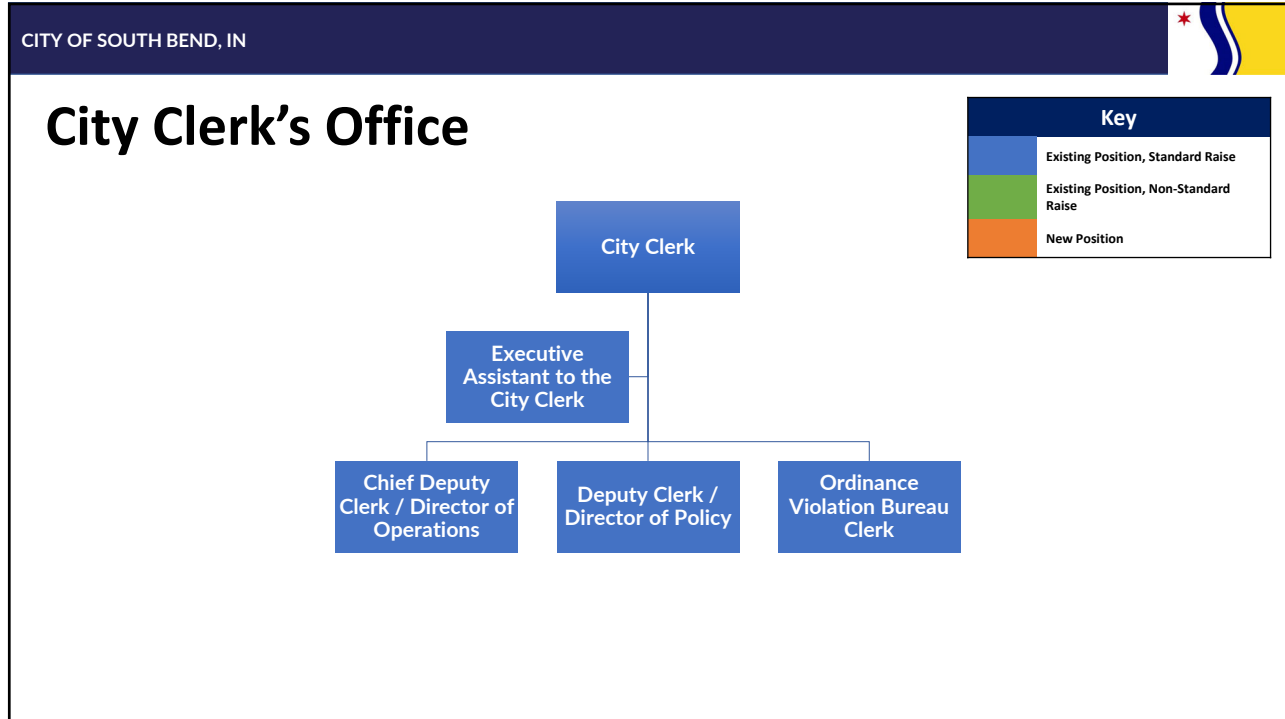 CITY OF SOUTH BEND, IN
City Clerk's Office
Key
Existing Position, Standard Raise
Existing Position, Non-Standard
Raise
New Position
City Clerk
Executive
Assistant to the
City Clerk
Chief Deputy
Clerk / Director of
Operations
Deputy Clerk /
Director of Policy
Ordinance
Violation Bureau
Clerk